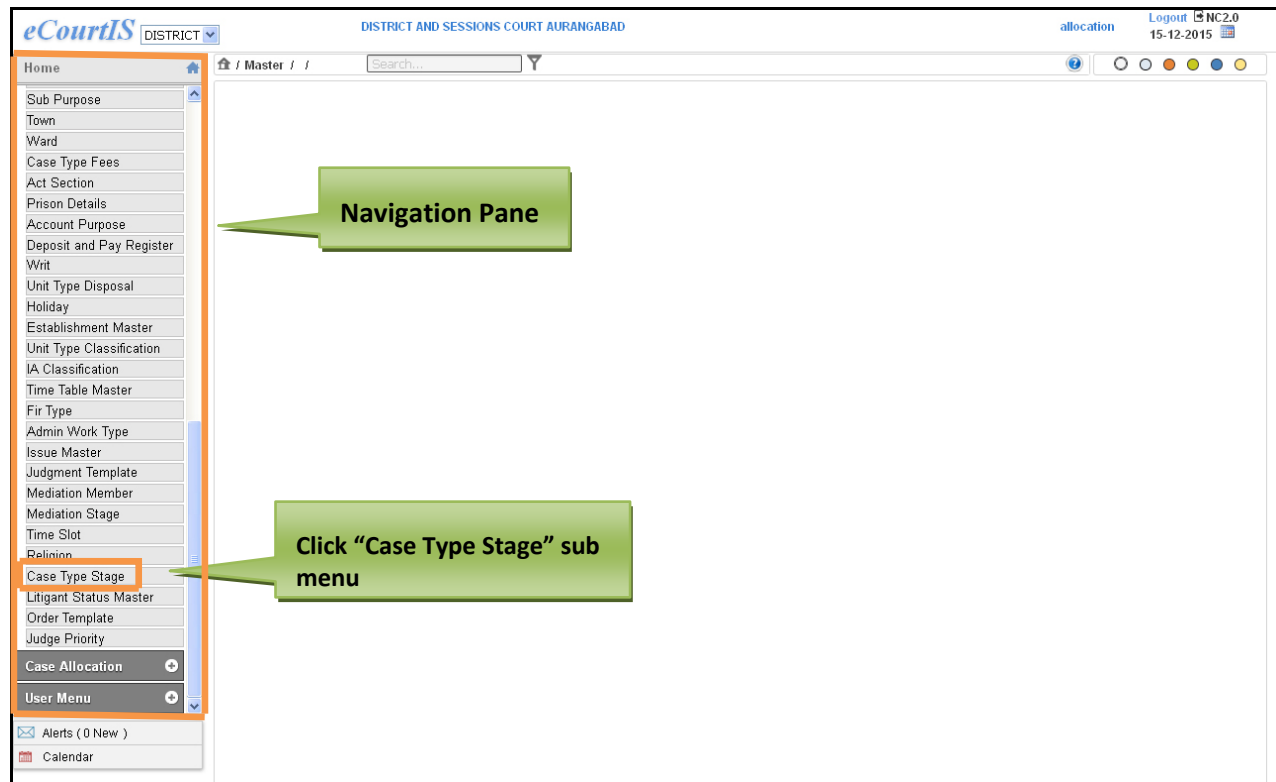 eCourtIS DISTRICT
DISTRICT AND SESSIONS COURT AURANGABAD
allocation
Logout NC2.0
15-12-2015
Home
/ Master / /
Search...
Sub Purpose
Town
Ward
Case Type Fees
Act Section
Prison Details
Account Purpose
Deposit and Pay Register
Writ
Unit Type Disposal
Holiday
Establishment Master
Unit Type Classification
IA Classification
Time Table Master
Fir Type
Admin Work Type
Issue Master
Judgment Template
Mediation Member
Mediation Stage
Time Slot
Religion
Case Type Stage
Litigant Status Master
Order Template
Judge Priority
Case Allocation
User Menu
Alerts ( 0 New )
Calendar
Navigation Pane
Click “Case Type Stage” sub
menu